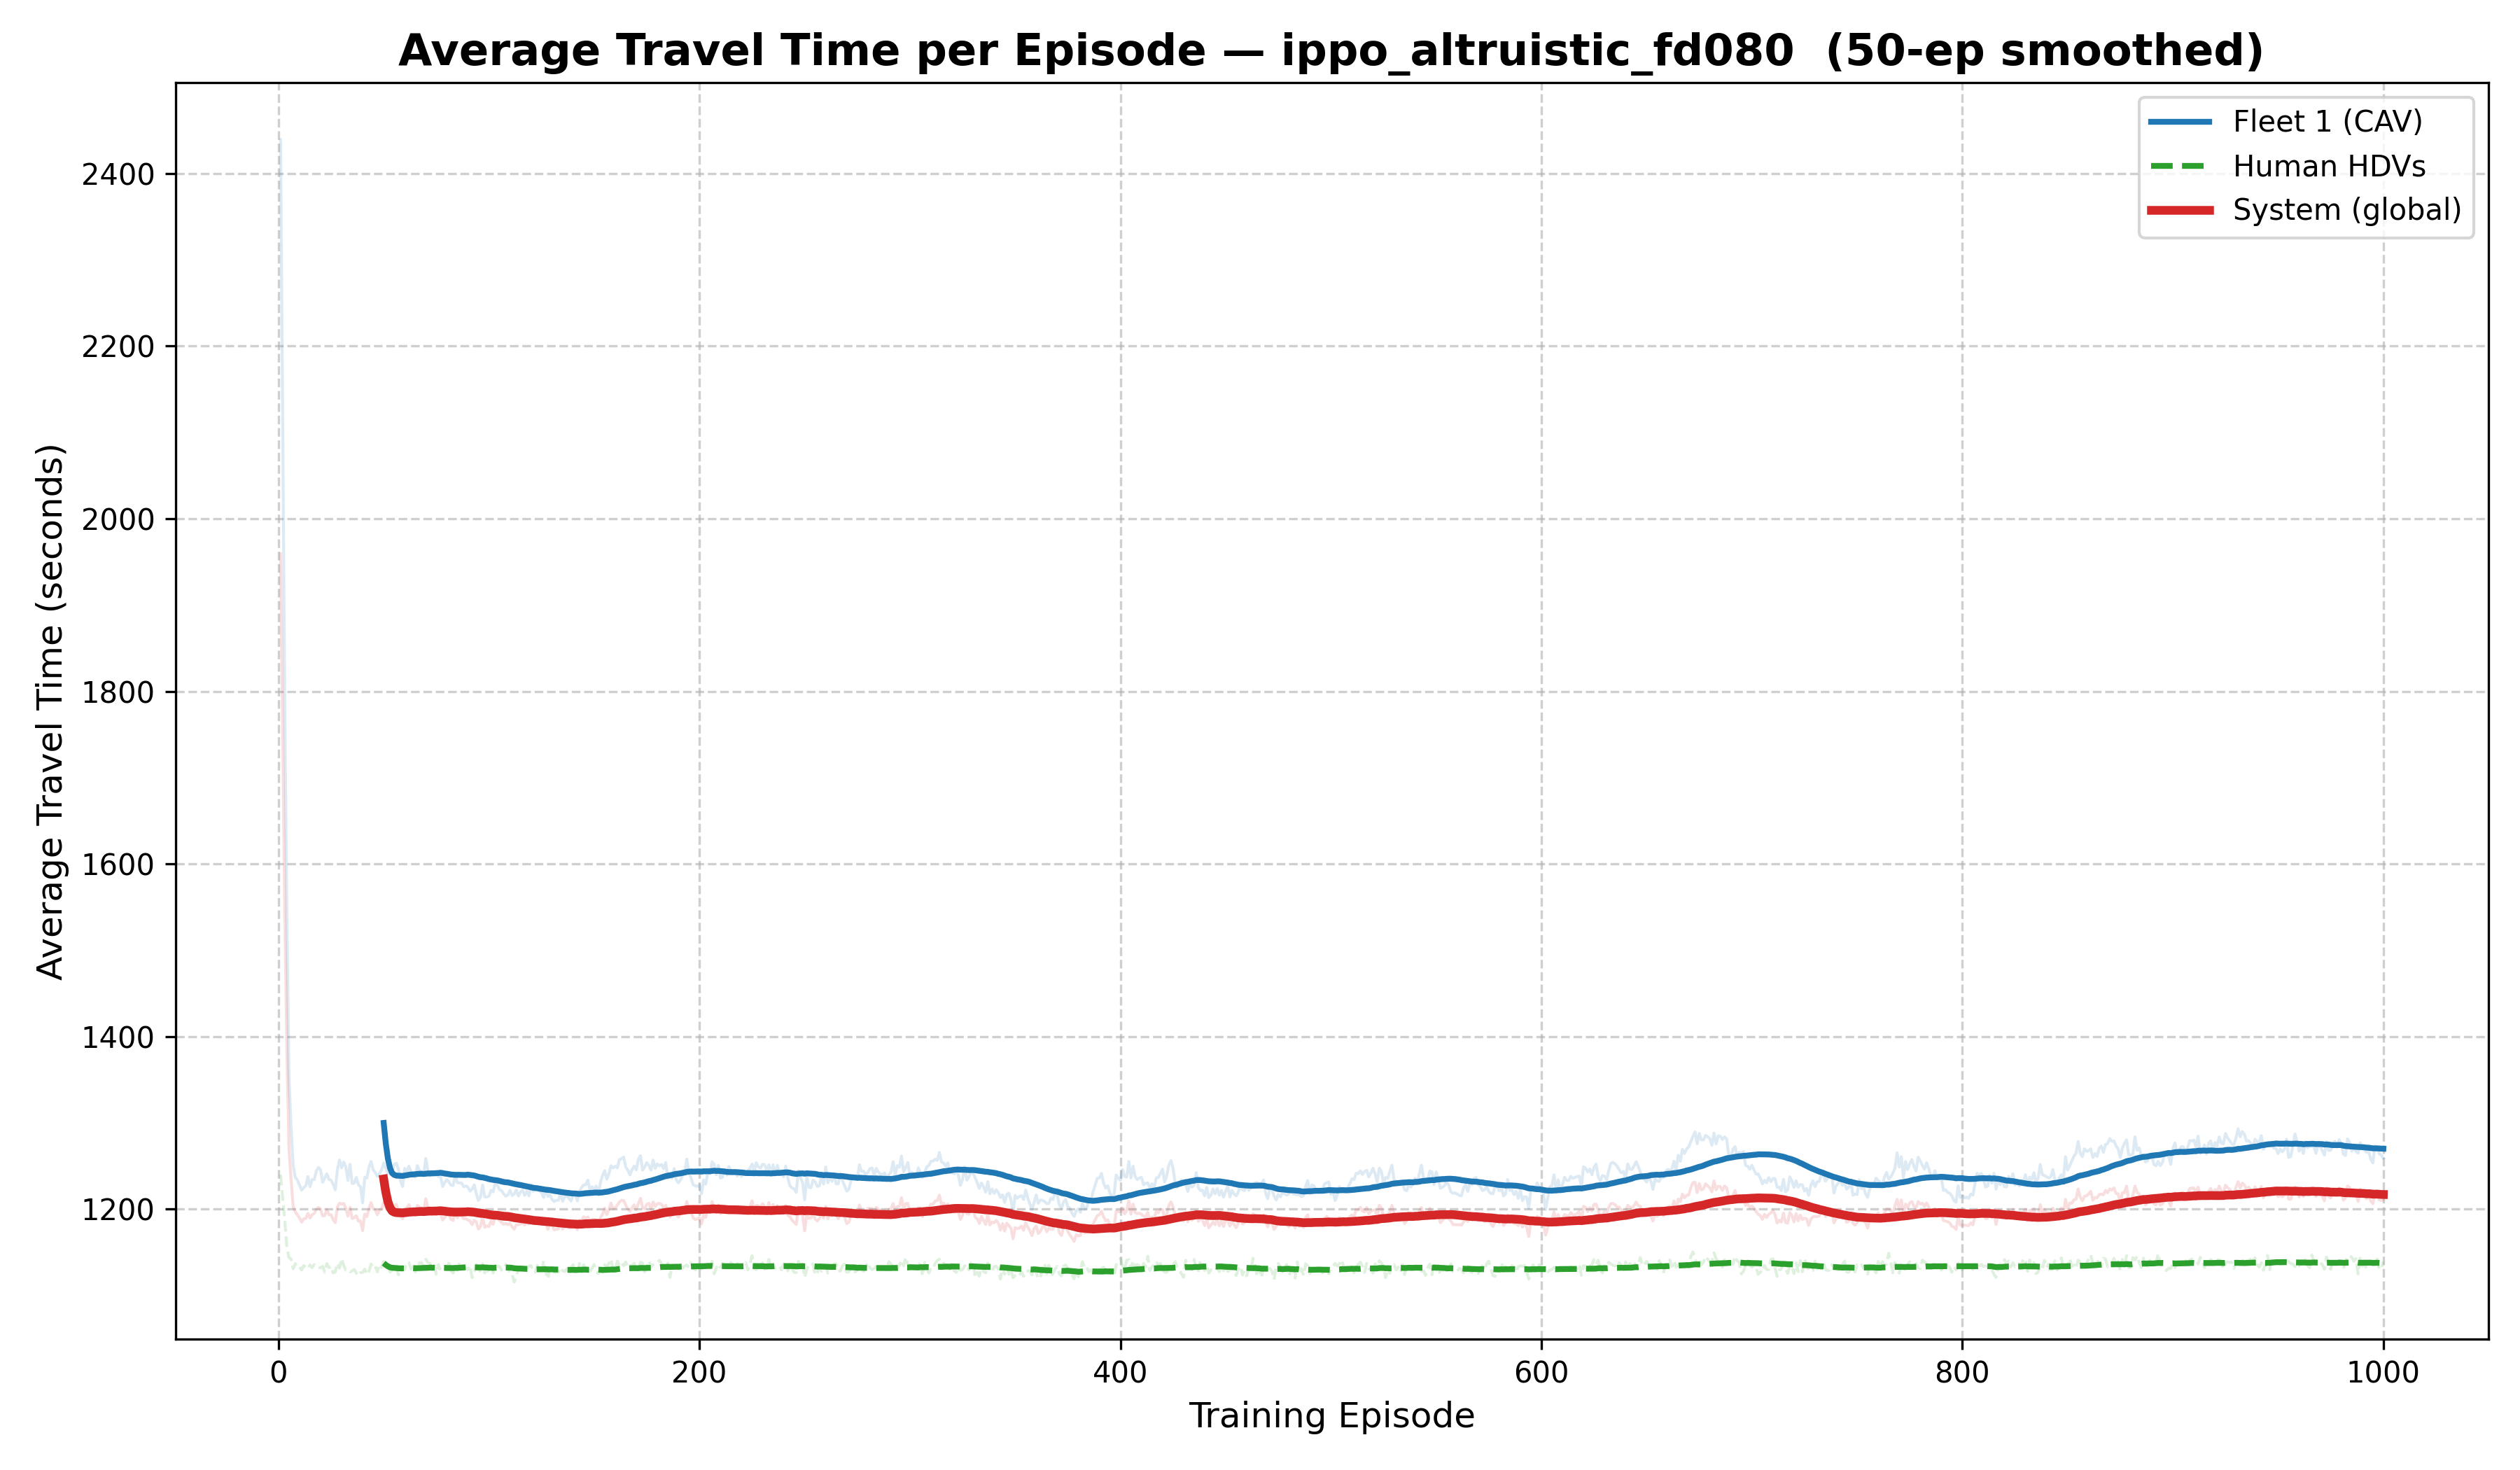 Average Travel Time per Episode — ippo_altruistic_fd080 (50-ep smoothed)
Fleet 1 (CAV)
Human HDVs
System (global)
Average Travel Time (seconds)
2400
2200
2000
1800
1600
1400
1200
0 200 400 600 800 1000
Training Episode